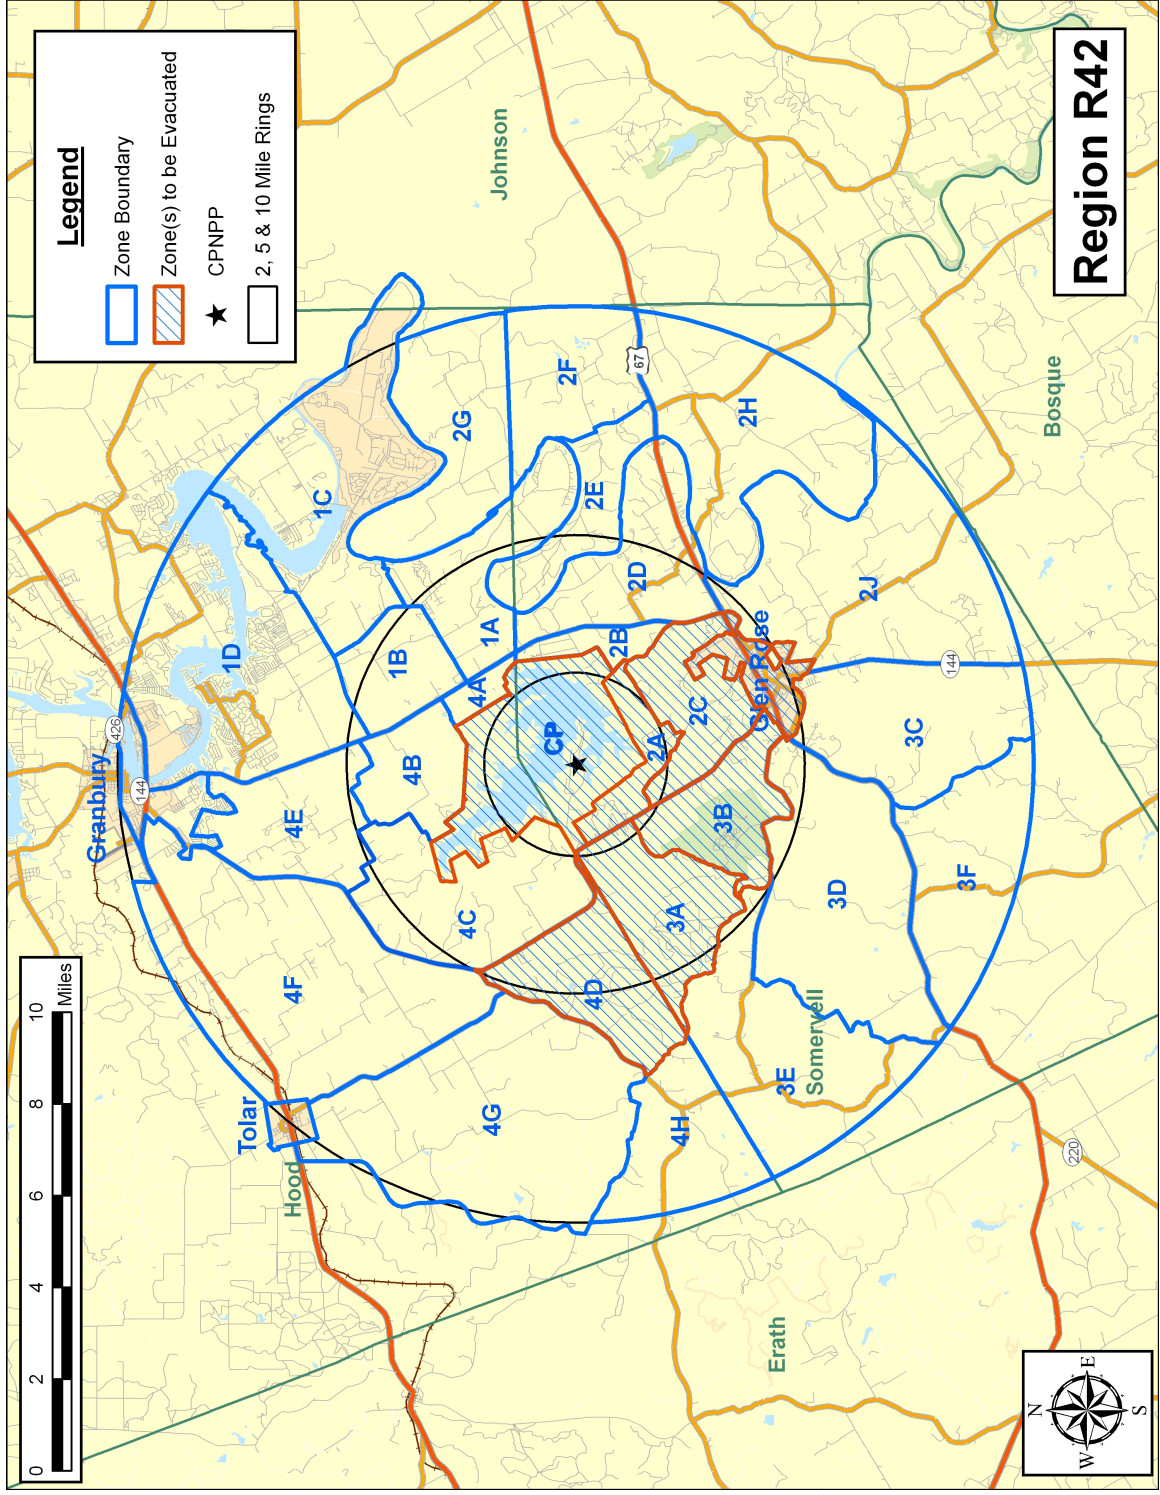 Legend
Zone Boundary
Zone(s) to be Evacuated
CPNPP
2, 5 & 10 Mile Rings
Region R42
0 2 4 6 8 10
Miles
N
W E
S
Granbury
Tolar
Glen Rose
Hood
Johnson
Bosque
Somervell
Erath
426
144
67
144
220
CP
1A
1B
1C
1D
2A
2B
2C
2D
2E
2F
2G
2H
2J
3A
3B
3C
3D
3E
3F
4A
4B
4C
4D
4E
4F
4G
4H